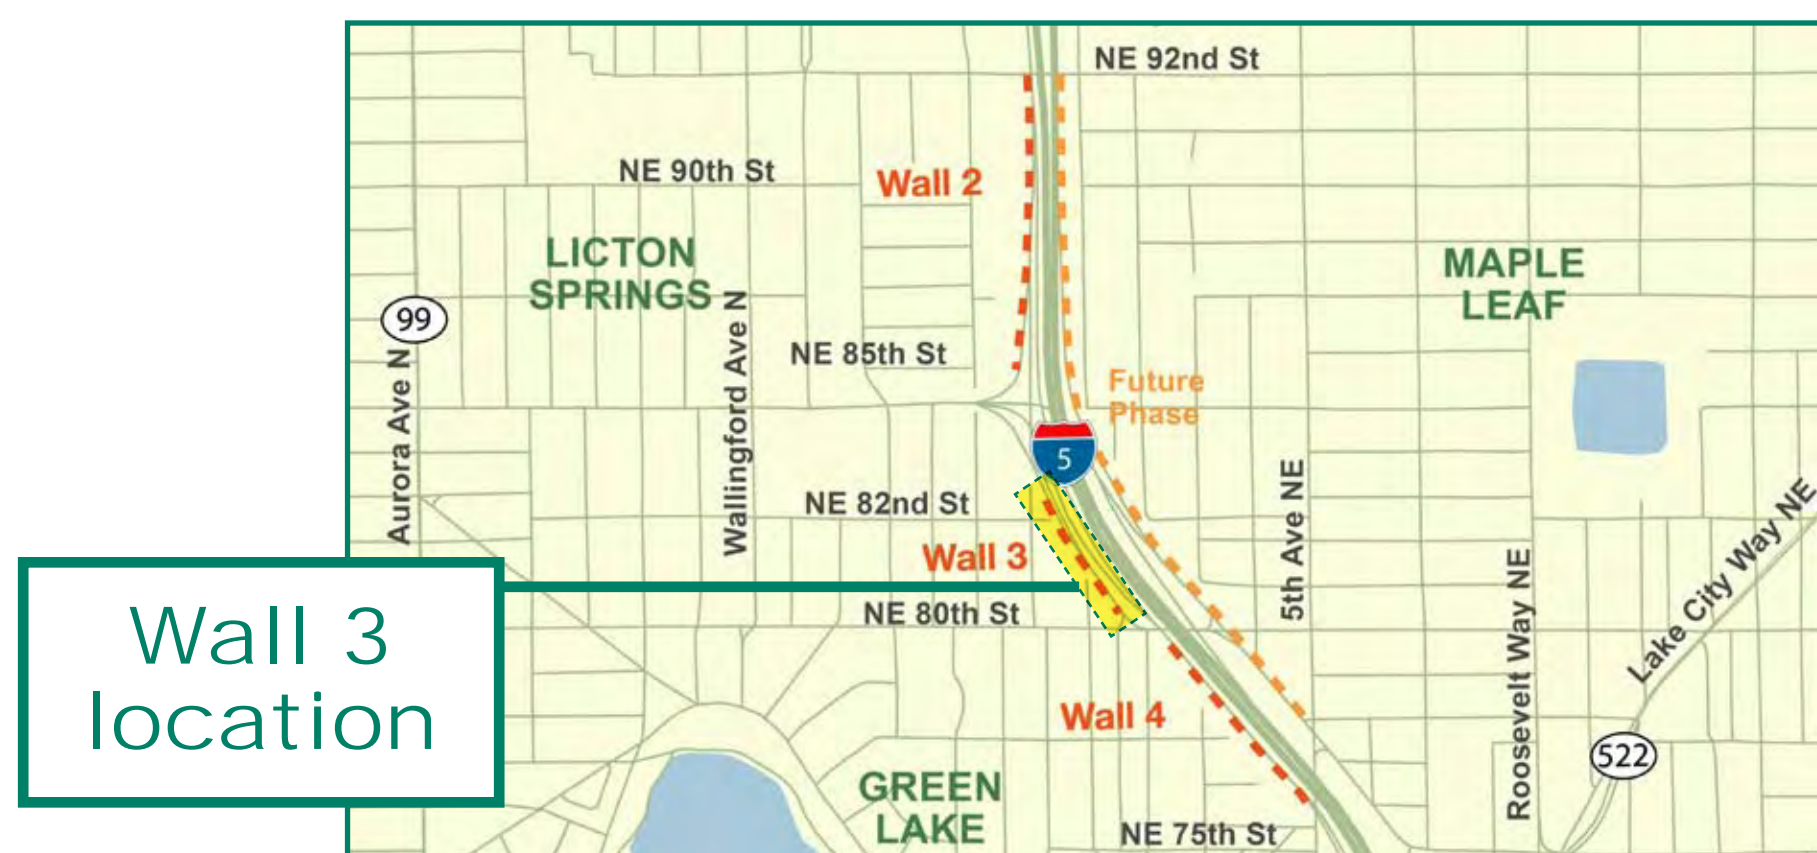 NE 92nd St
NE 90th St
Wall 2
LICTON
SPRINGS
MAPLE
LEAF
99
NE 85th St
Future
Phase
Aurora Ave N
Wallingford Ave N
5
NE 82nd St
5th Ave NE
Wall 3
NE 80th St
Roosevelt Way NE
Lake City Way NE
Wall 3
location
Wall 4
522
GREEN
LAKE
NE 75th St